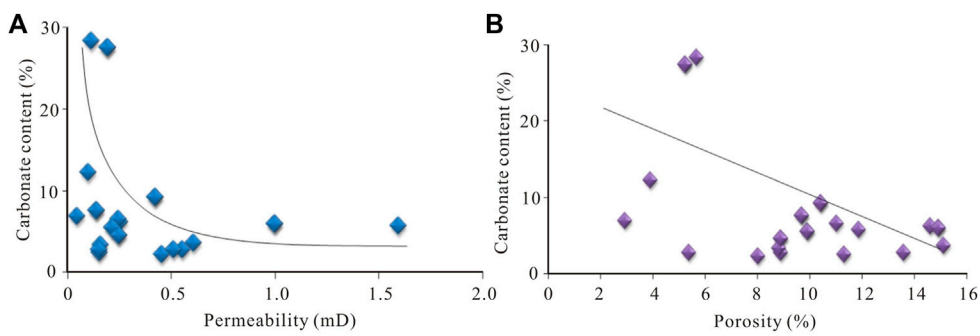 A
Carbonate content (%)
30
20
10
0
0 0.5 1.0 1.5 2.0
Permeability (mD)
B
Carbonate content (%)
30
20
10
0
0 2 4 6 8 10 12 14 16
Porosity (%)